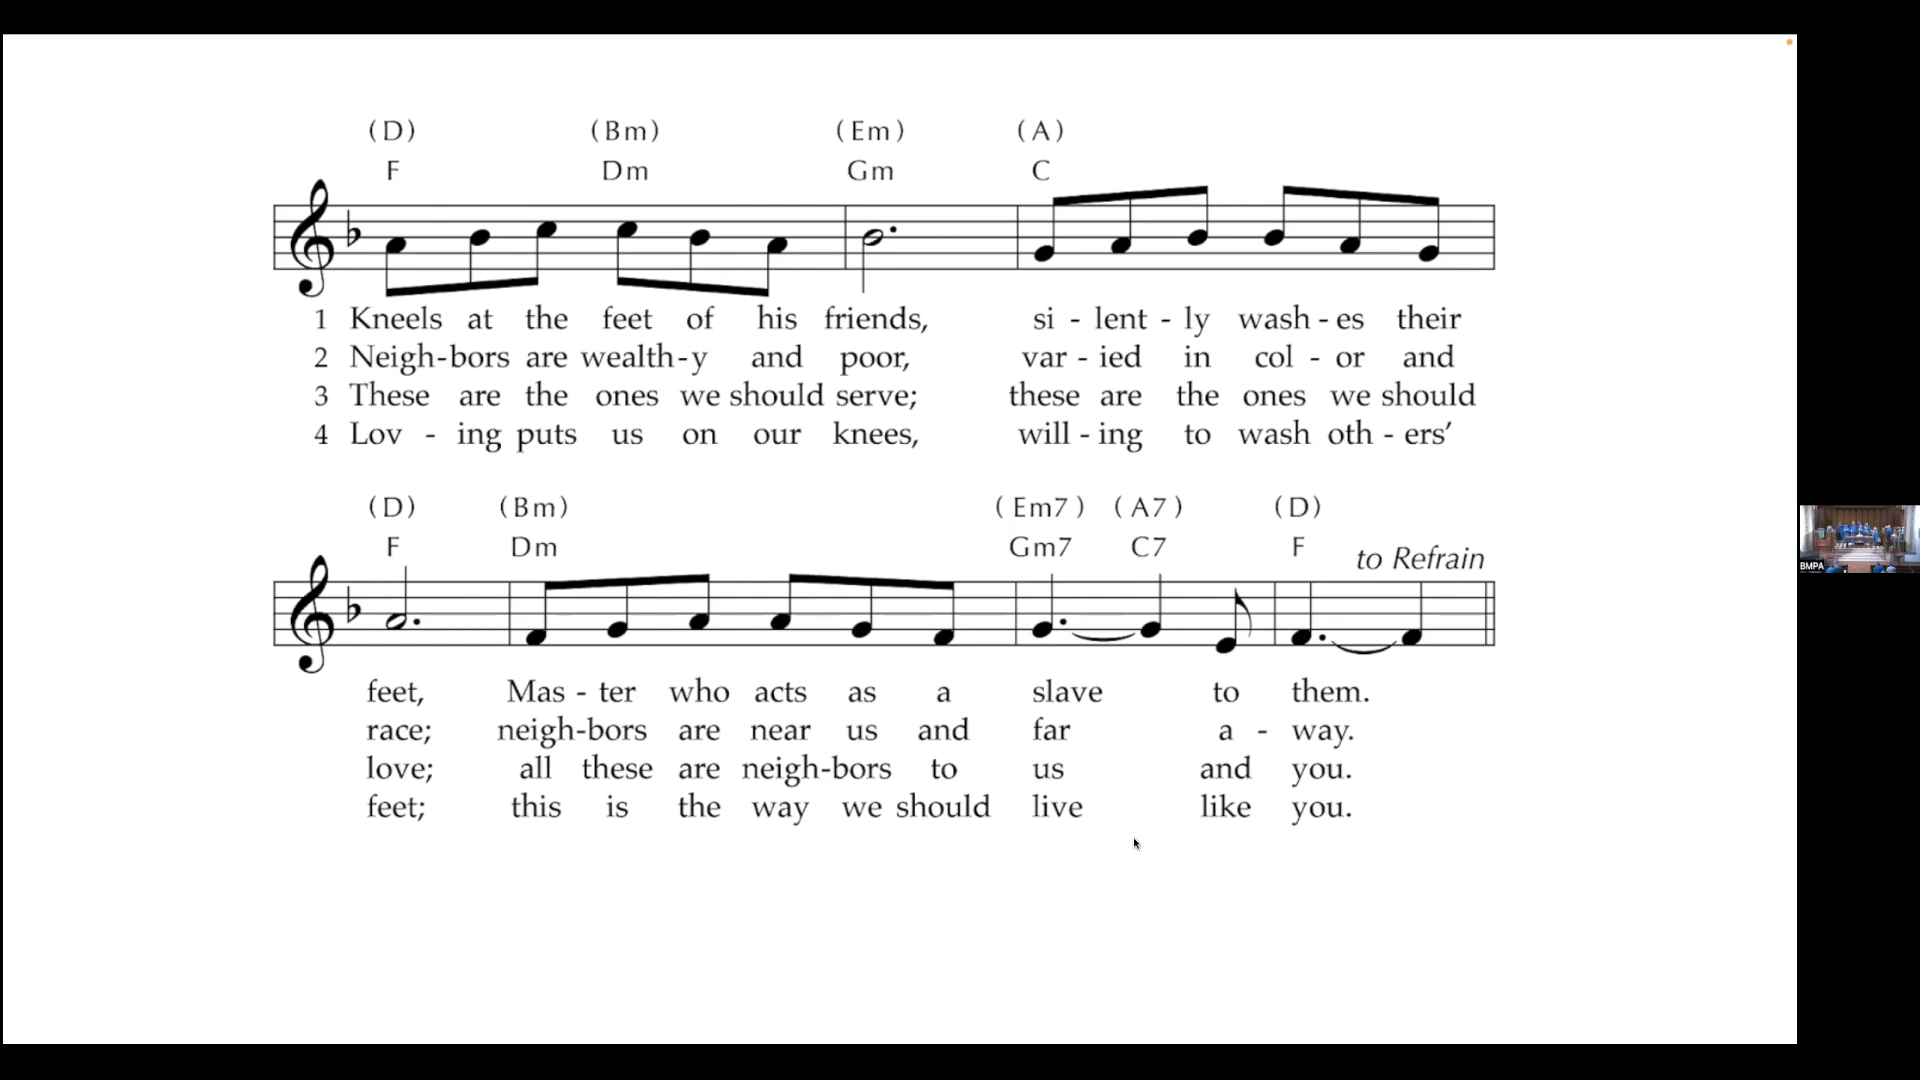 (D) (Bm) (Em) (A)
F Dm Gm C
1 Kneels at the feet of his friends, si - lent - ly wash - es their
2 Neigh-bors are wealth-y and poor, var - ied in col - or and
3 These are the ones we should serve; these are the ones we should
4 Lov - ing puts us on our knees, will - ing to wash oth - ers’
(D) (Bm) (Em7) (A7) (D)
F Dm Gm7 C7 F to Refrain
feet, Mas - ter who acts as a slave to them.
race; neigh-bors are near us and far a - way.
love; all these are neigh-bors to us and you.
feet; this is the way we should live like you.
BMPA